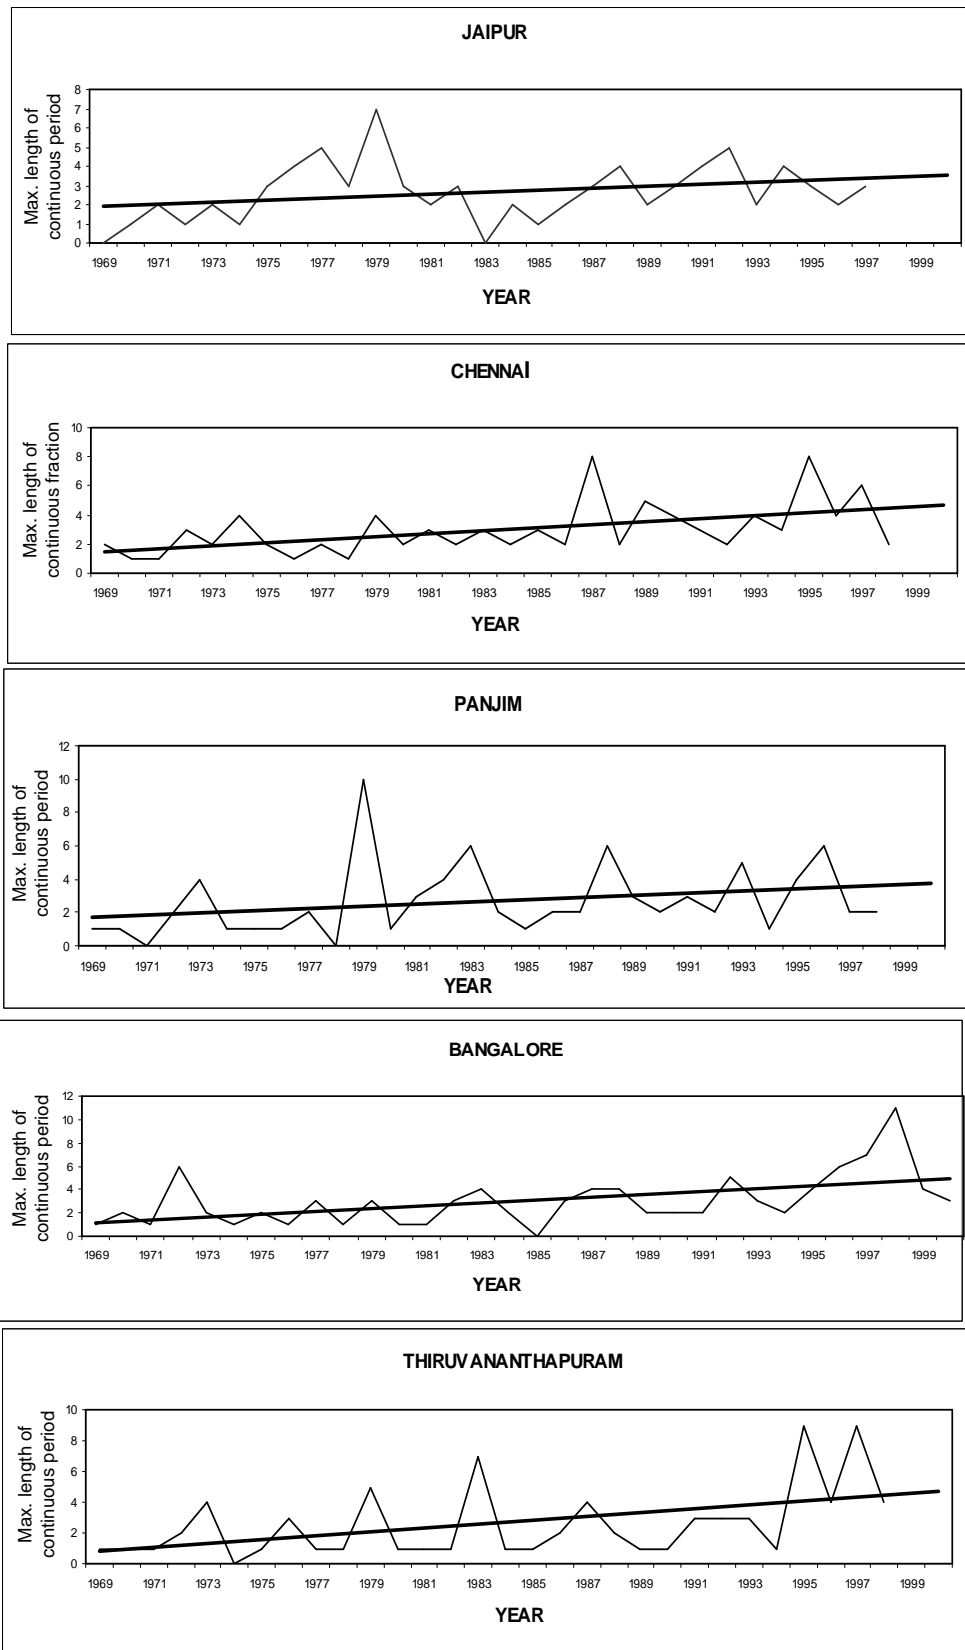 JAIPUR
Max. length of
continuous period
8
7
6
5
4
3
2
1
0
1969 1971 1973 1975 1977 1979 1981 1983 1985 1987 1989 1991 1993 1995 1997 1999
YEAR
CHENNAI
Max. length of
continuous fraction
10
8
6
4
2
0
1969 1971 1973 1975 1977 1979 1981 1983 1985 1987 1989 1991 1993 1995 1997 1999
YEAR
PANJIM
Max. length of
continuous period
12
10
8
6
4
2
0
1969 1971 1973 1975 1977 1979 1981 1983 1985 1987 1989 1991 1993 1995 1997 1999
YEAR
BANGALORE
Max. length of
continuous period
12
10
8
6
4
2
0
1969 1971 1973 1975 1977 1979 1981 1983 1985 1987 1989 1991 1993 1995 1997 1999
YEAR
THIRUVANANTHAPURAM
Max. length of
continuous period
10
8
6
4
2
0
1969 1971 1973 1975 1977 1979 1981 1983 1985 1987 1989 1991 1993 1995 1997 1999
YEAR